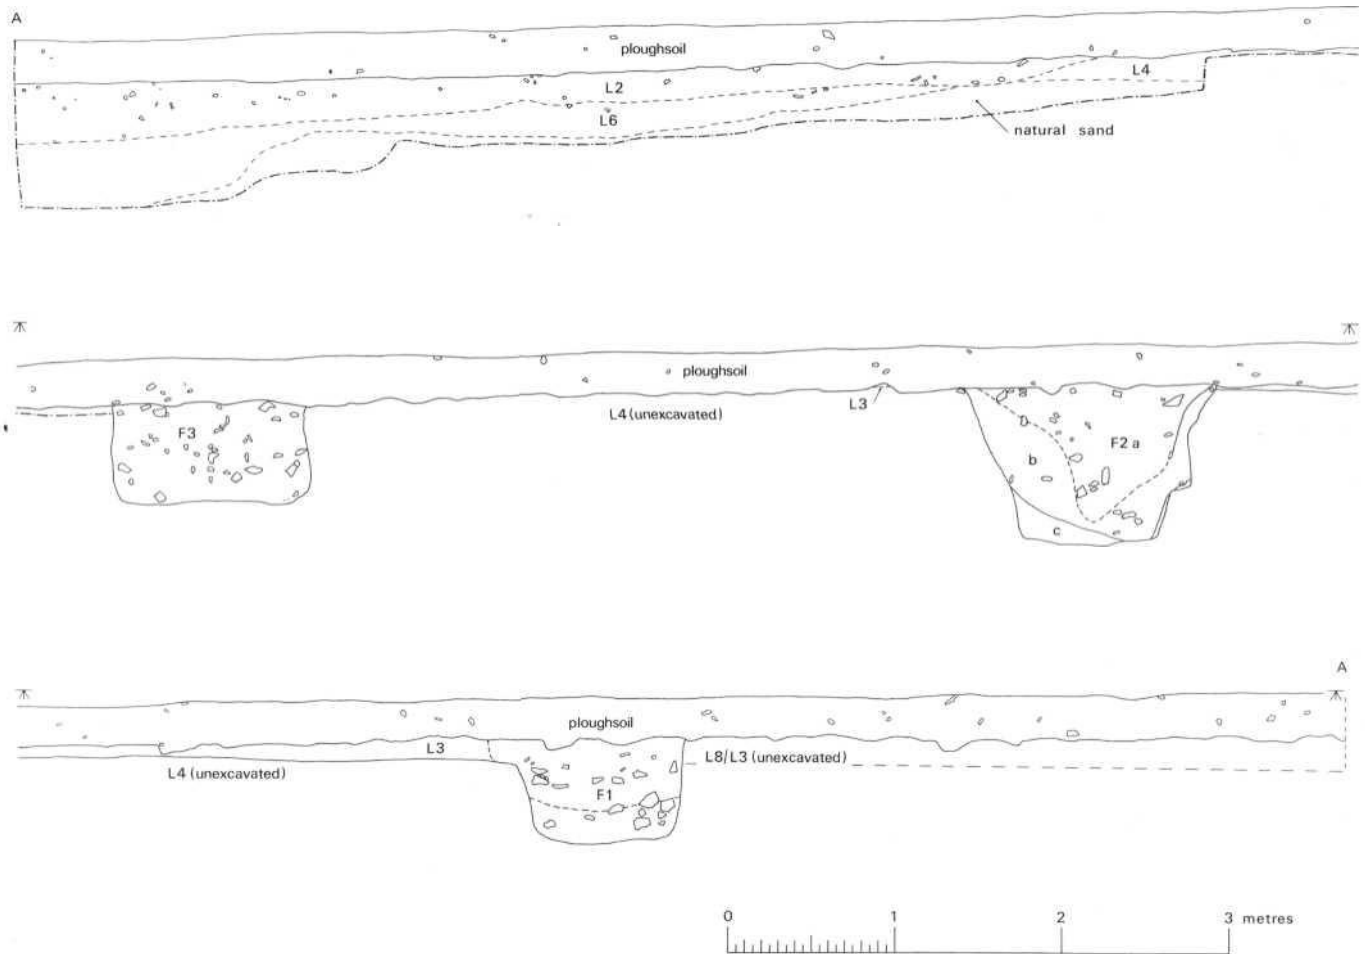 A
ploughsoil
L2
L4
L6
natural sand
ploughsoil
L4 (unexcavated)
L3
F3
F2 a
b
c
A
ploughsoil
L3
L4 (unexcavated)
L8/L3 (unexcavated)
F1
0 1 2 3 metres